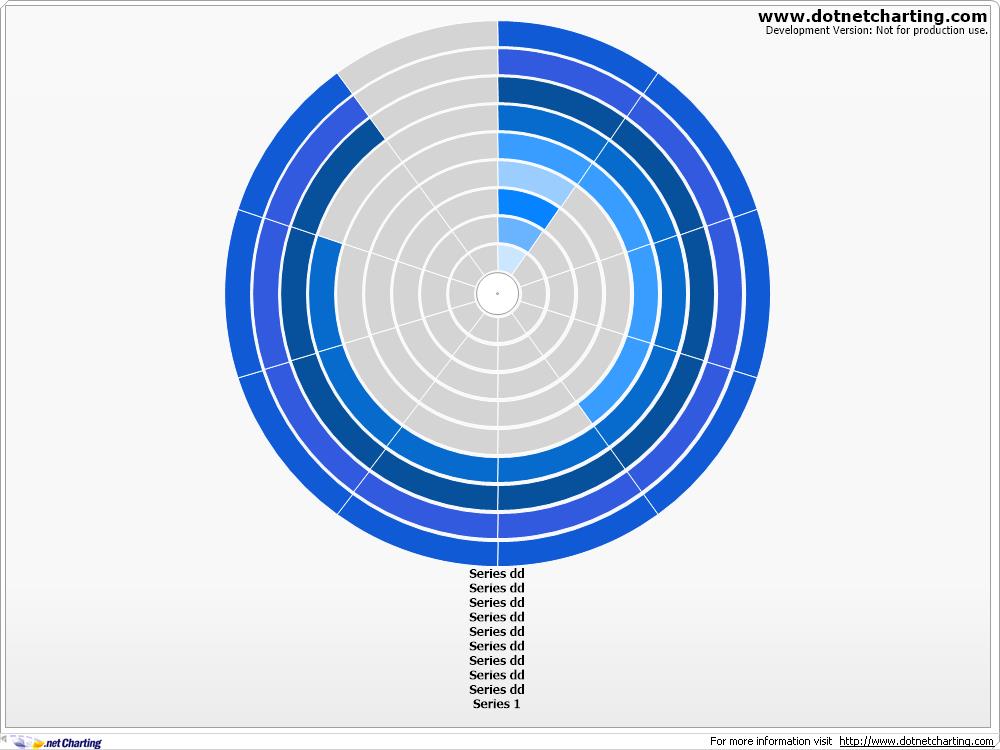 www.dotnetcharting.com
Development Version: Not for production use.
Series dd
Series dd
Series dd
Series dd
Series dd
Series dd
Series dd
Series dd
Series dd
Series 1
.net Charting
For more information visit http://www.dotnetcharting.com